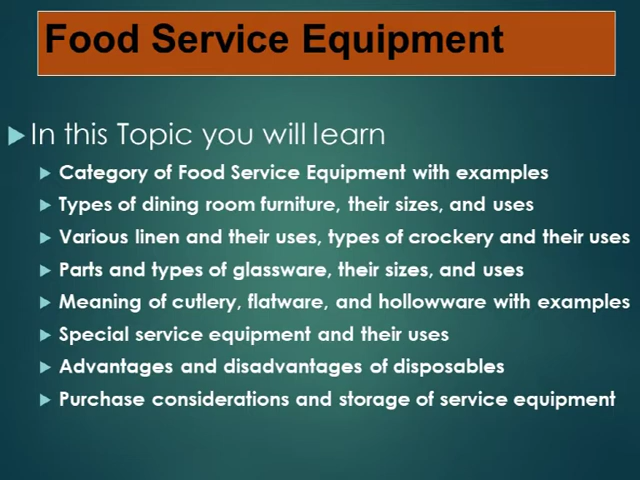 Food Service Equipment
In this Topic you will learn
Category of Food Service Equipment with examples
Types of dining room furniture, their sizes, and uses
Various linen and their uses, types of crockery and their uses
Parts and types of glassware, their sizes, and uses
Meaning of cutlery, flatware, and hollowware with examples
Special service equipment and their uses
Advantages and disadvantages of disposables
Purchase considerations and storage of service equipment